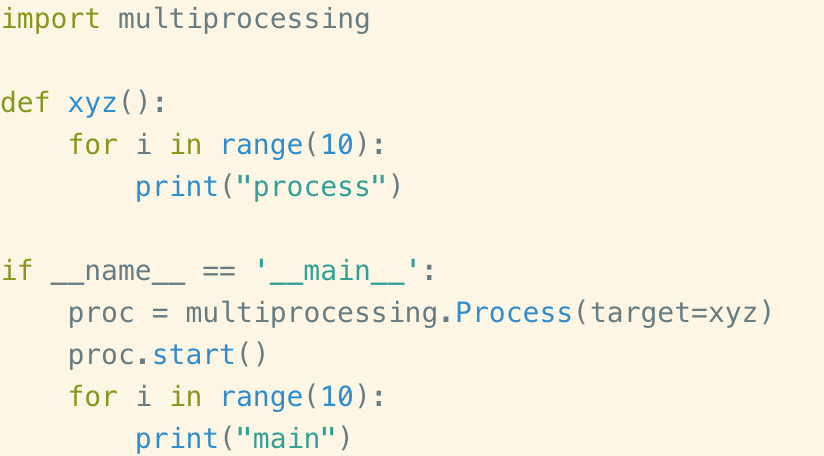 import multiprocessing

def xyz():
    for i in range(10):
        print("process")

if __name__ == '__main__':
    proc = multiprocessing.Process(target=xyz)
    proc.start()
    for i in range(10):
        print("main")